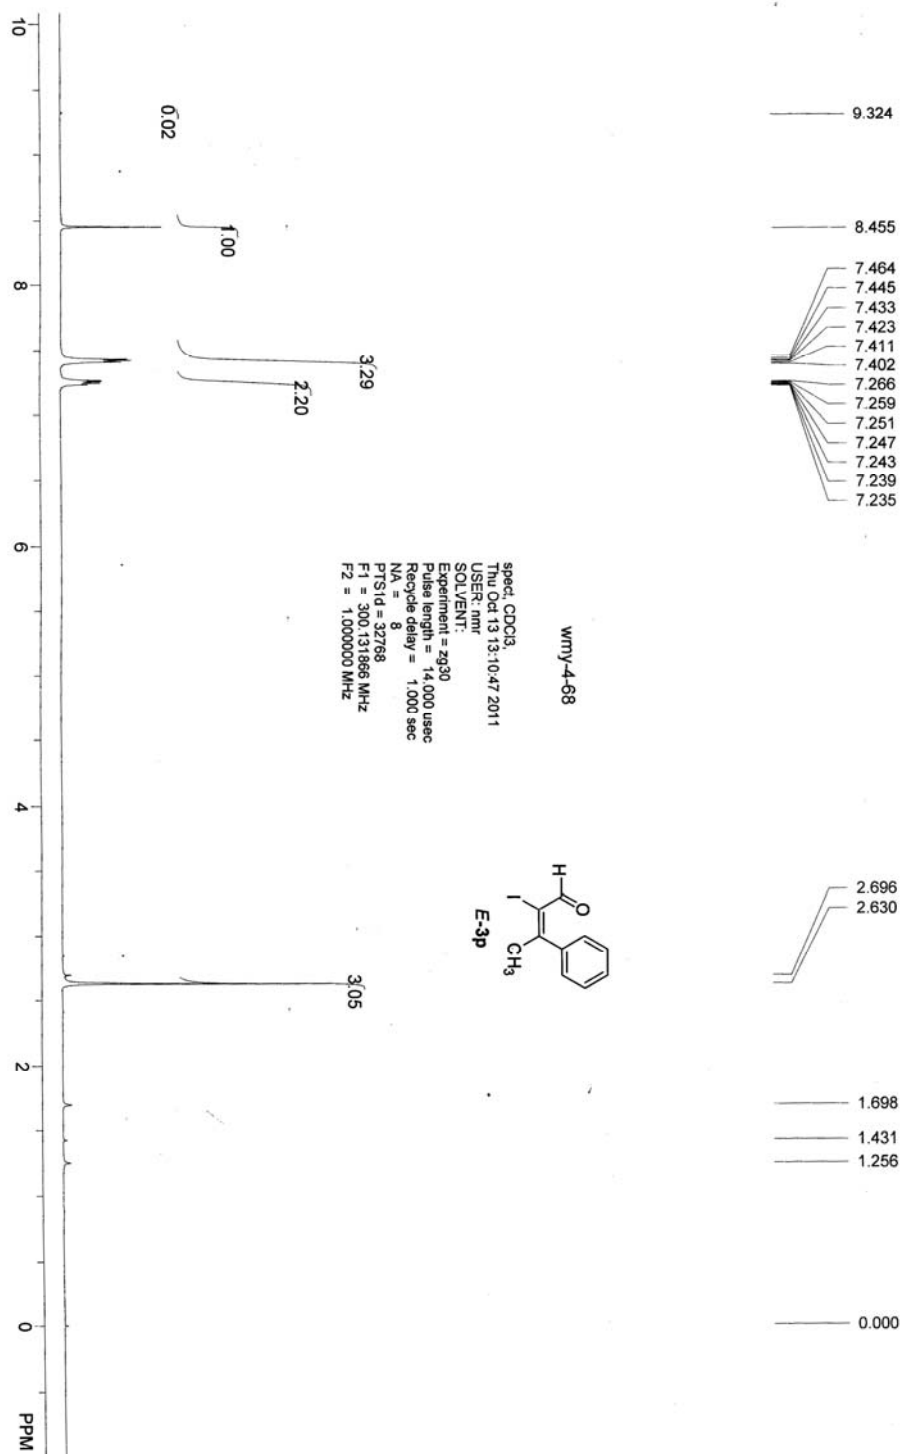 wmy-4-68
spect, CDCl3,
Thu Oct 13 13:10:47 2011
USER: nmr
SOLVENT:
Experiment = zg30
Pulse length = 14.000 usec
Recycle delay = 1.000 sec
NA = 8
PTS1d = 32768
F1 = 300.131866 MHz
F2 = 1.000000 MHz
H
O
I
CH3
E-3p
9.324
8.455
7.464
7.445
7.433
7.423
7.411
7.402
7.266
7.259
7.251
7.247
7.243
7.239
7.235
2.696
2.630
1.698
1.431
1.256
0.000
0.02
1.00
3.29
2.20
3.05
10
8
6
4
2
0
PPM